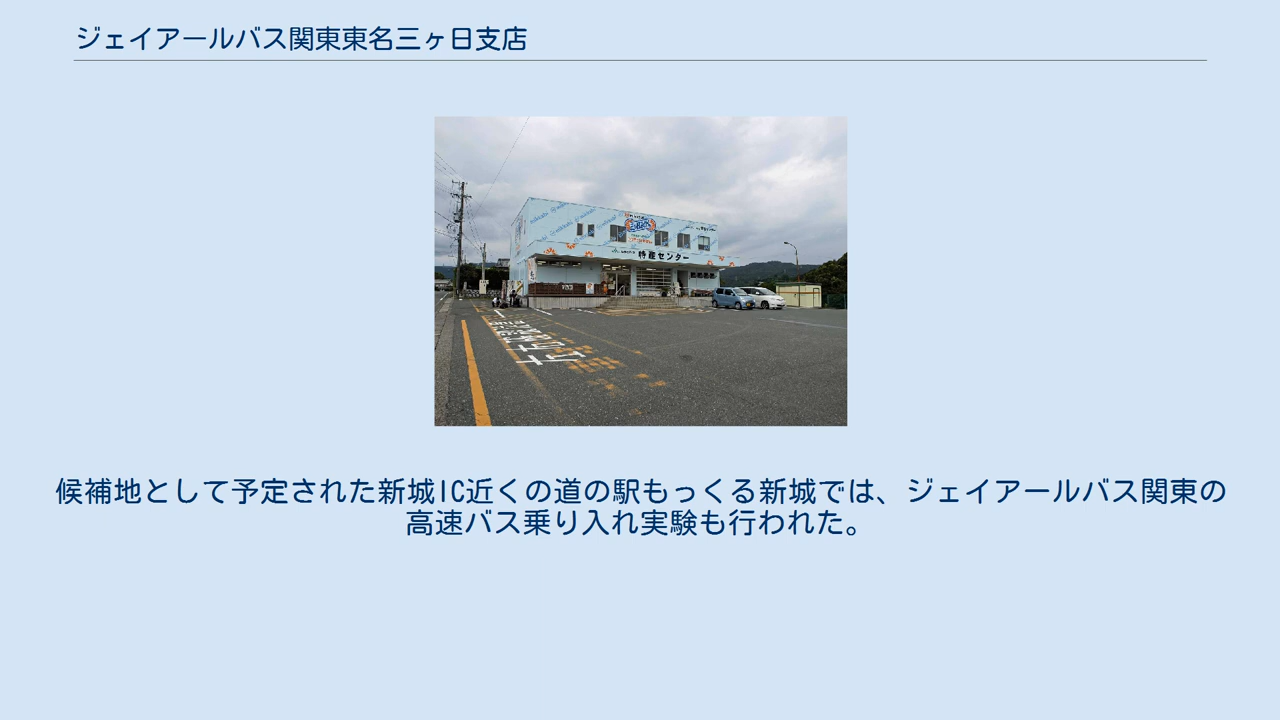 ジェイアールバス関東東名三ヶ日支店
特産センター
候補地として予定された新城IC近くの道の駅もっくる新城では、ジェイアールバス関東の
高速バス乗り入れ実験も行われた。